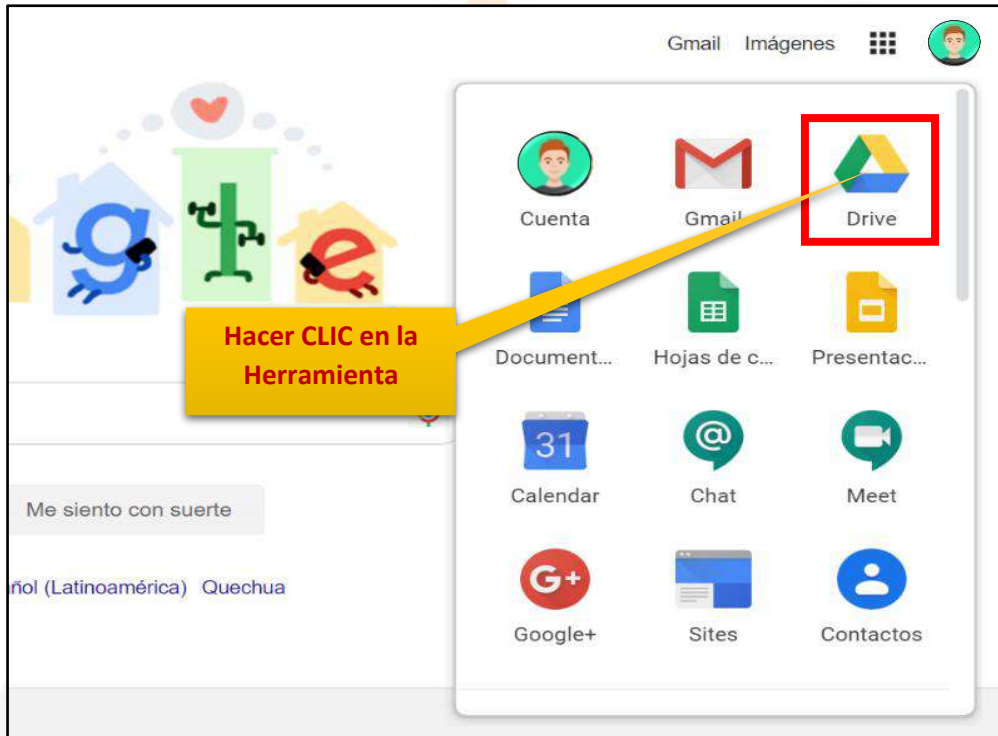 Gmail Imágenes
g e
Cuenta Gmail Drive
Hacer CLIC en la
Herramienta
Document... Hojas de c... Presentac...
31
Calendar Chat Meet
Me siento con suerte
ñol (Latinoamérica) Quechua
G+
Google+ Sites Contactos